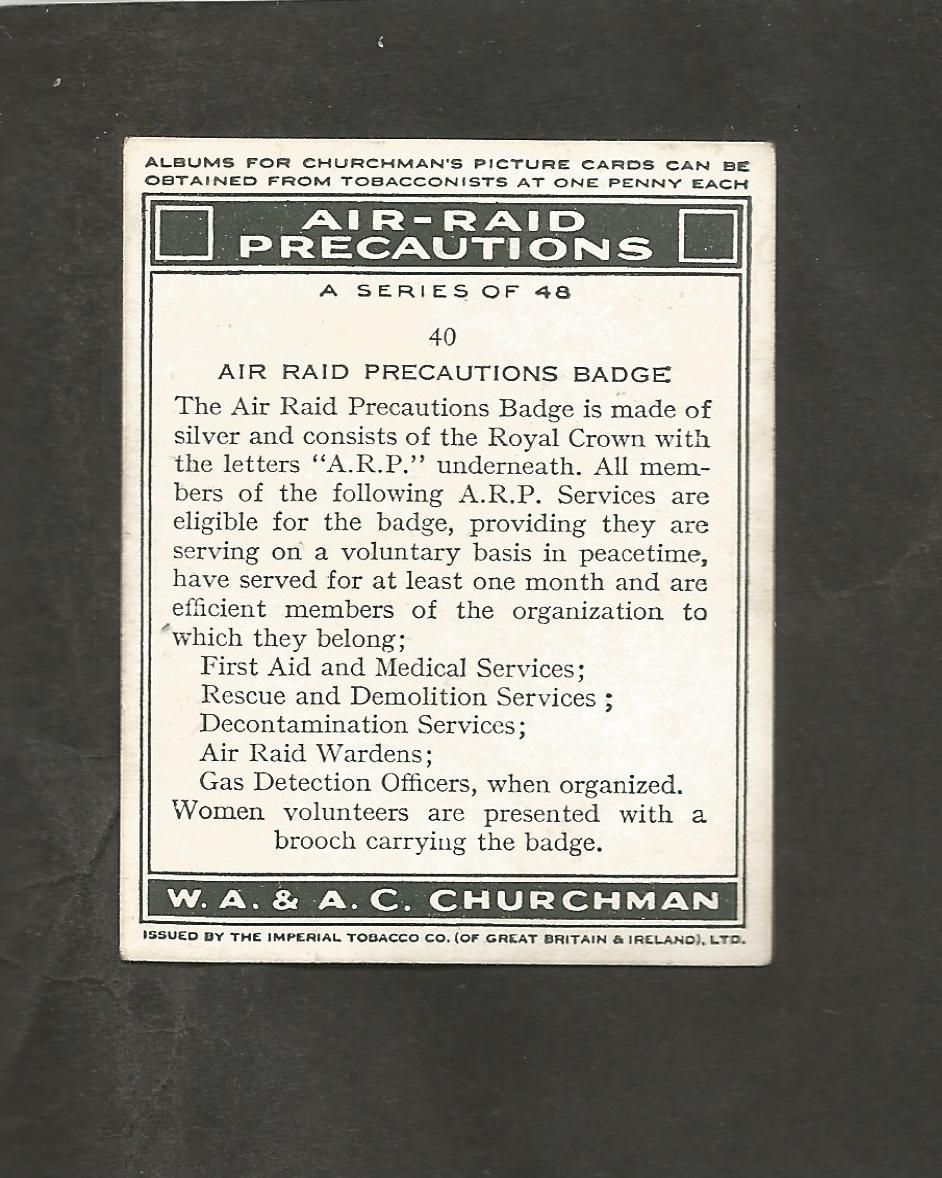 ALBUMS FOR CHURCHMAN'S PICTURE CARDS CAN BE
OBTAINED FROM TOBACCONISTS AT ONE PENNY EACH
AIR-RAID
PRECAUTIONS
A SERIES OF 48
40
AIR RAID PRECAUTIONS BADGE
The Air Raid Precautions Badge is made of
silver and consists of the Royal Crown with
the letters “A.R.P.” underneath. All mem-
bers of the following A.R.P. Services are
eligible for the badge, providing they are
serving on a voluntary basis in peacetime,
have served for at least one month and are
efficient members of the organization to
which they belong;
First Aid and Medical Services;
Rescue and Demolition Services ;
Decontamination Services;
Air Raid Wardens;
Gas Detection Officers, when organized.
Women volunteers are presented with a
brooch carrying the badge.
W. A. & A. C. CHURCHMAN
ISSUED BY THE IMPERIAL TOBACCO CO. (OF GREAT BRITAIN & IRELAND), LTD.